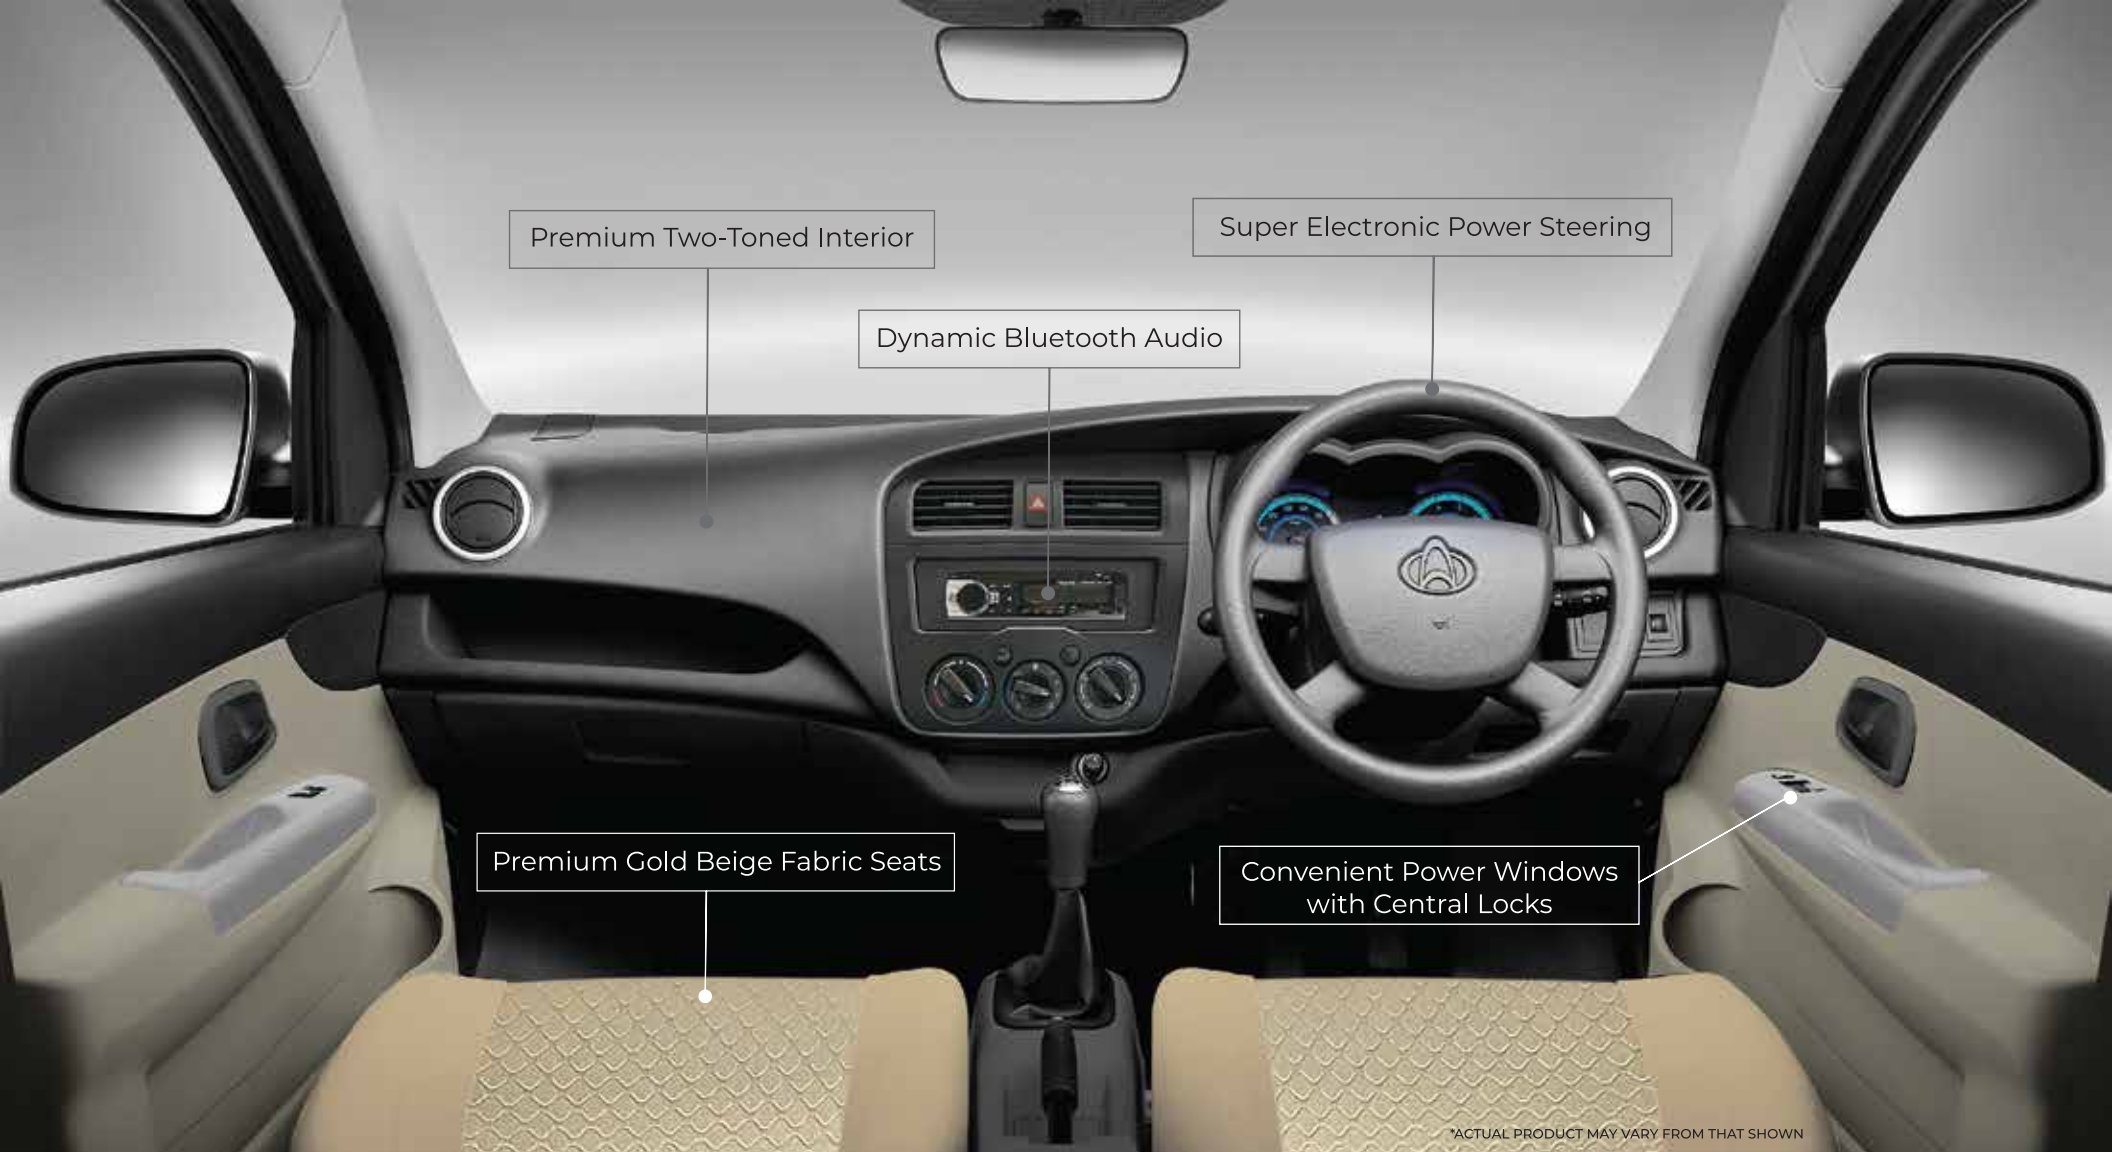 Super Electronic Power Steering
Premium Two-Toned Interior
Dynamic Bluetooth Audio
Premium Gold Beige Fabric Seats
Convenient Power Windows
with Central Locks
*ACTUAL PRODUCT MAY VARY FROM THAT SHOWN